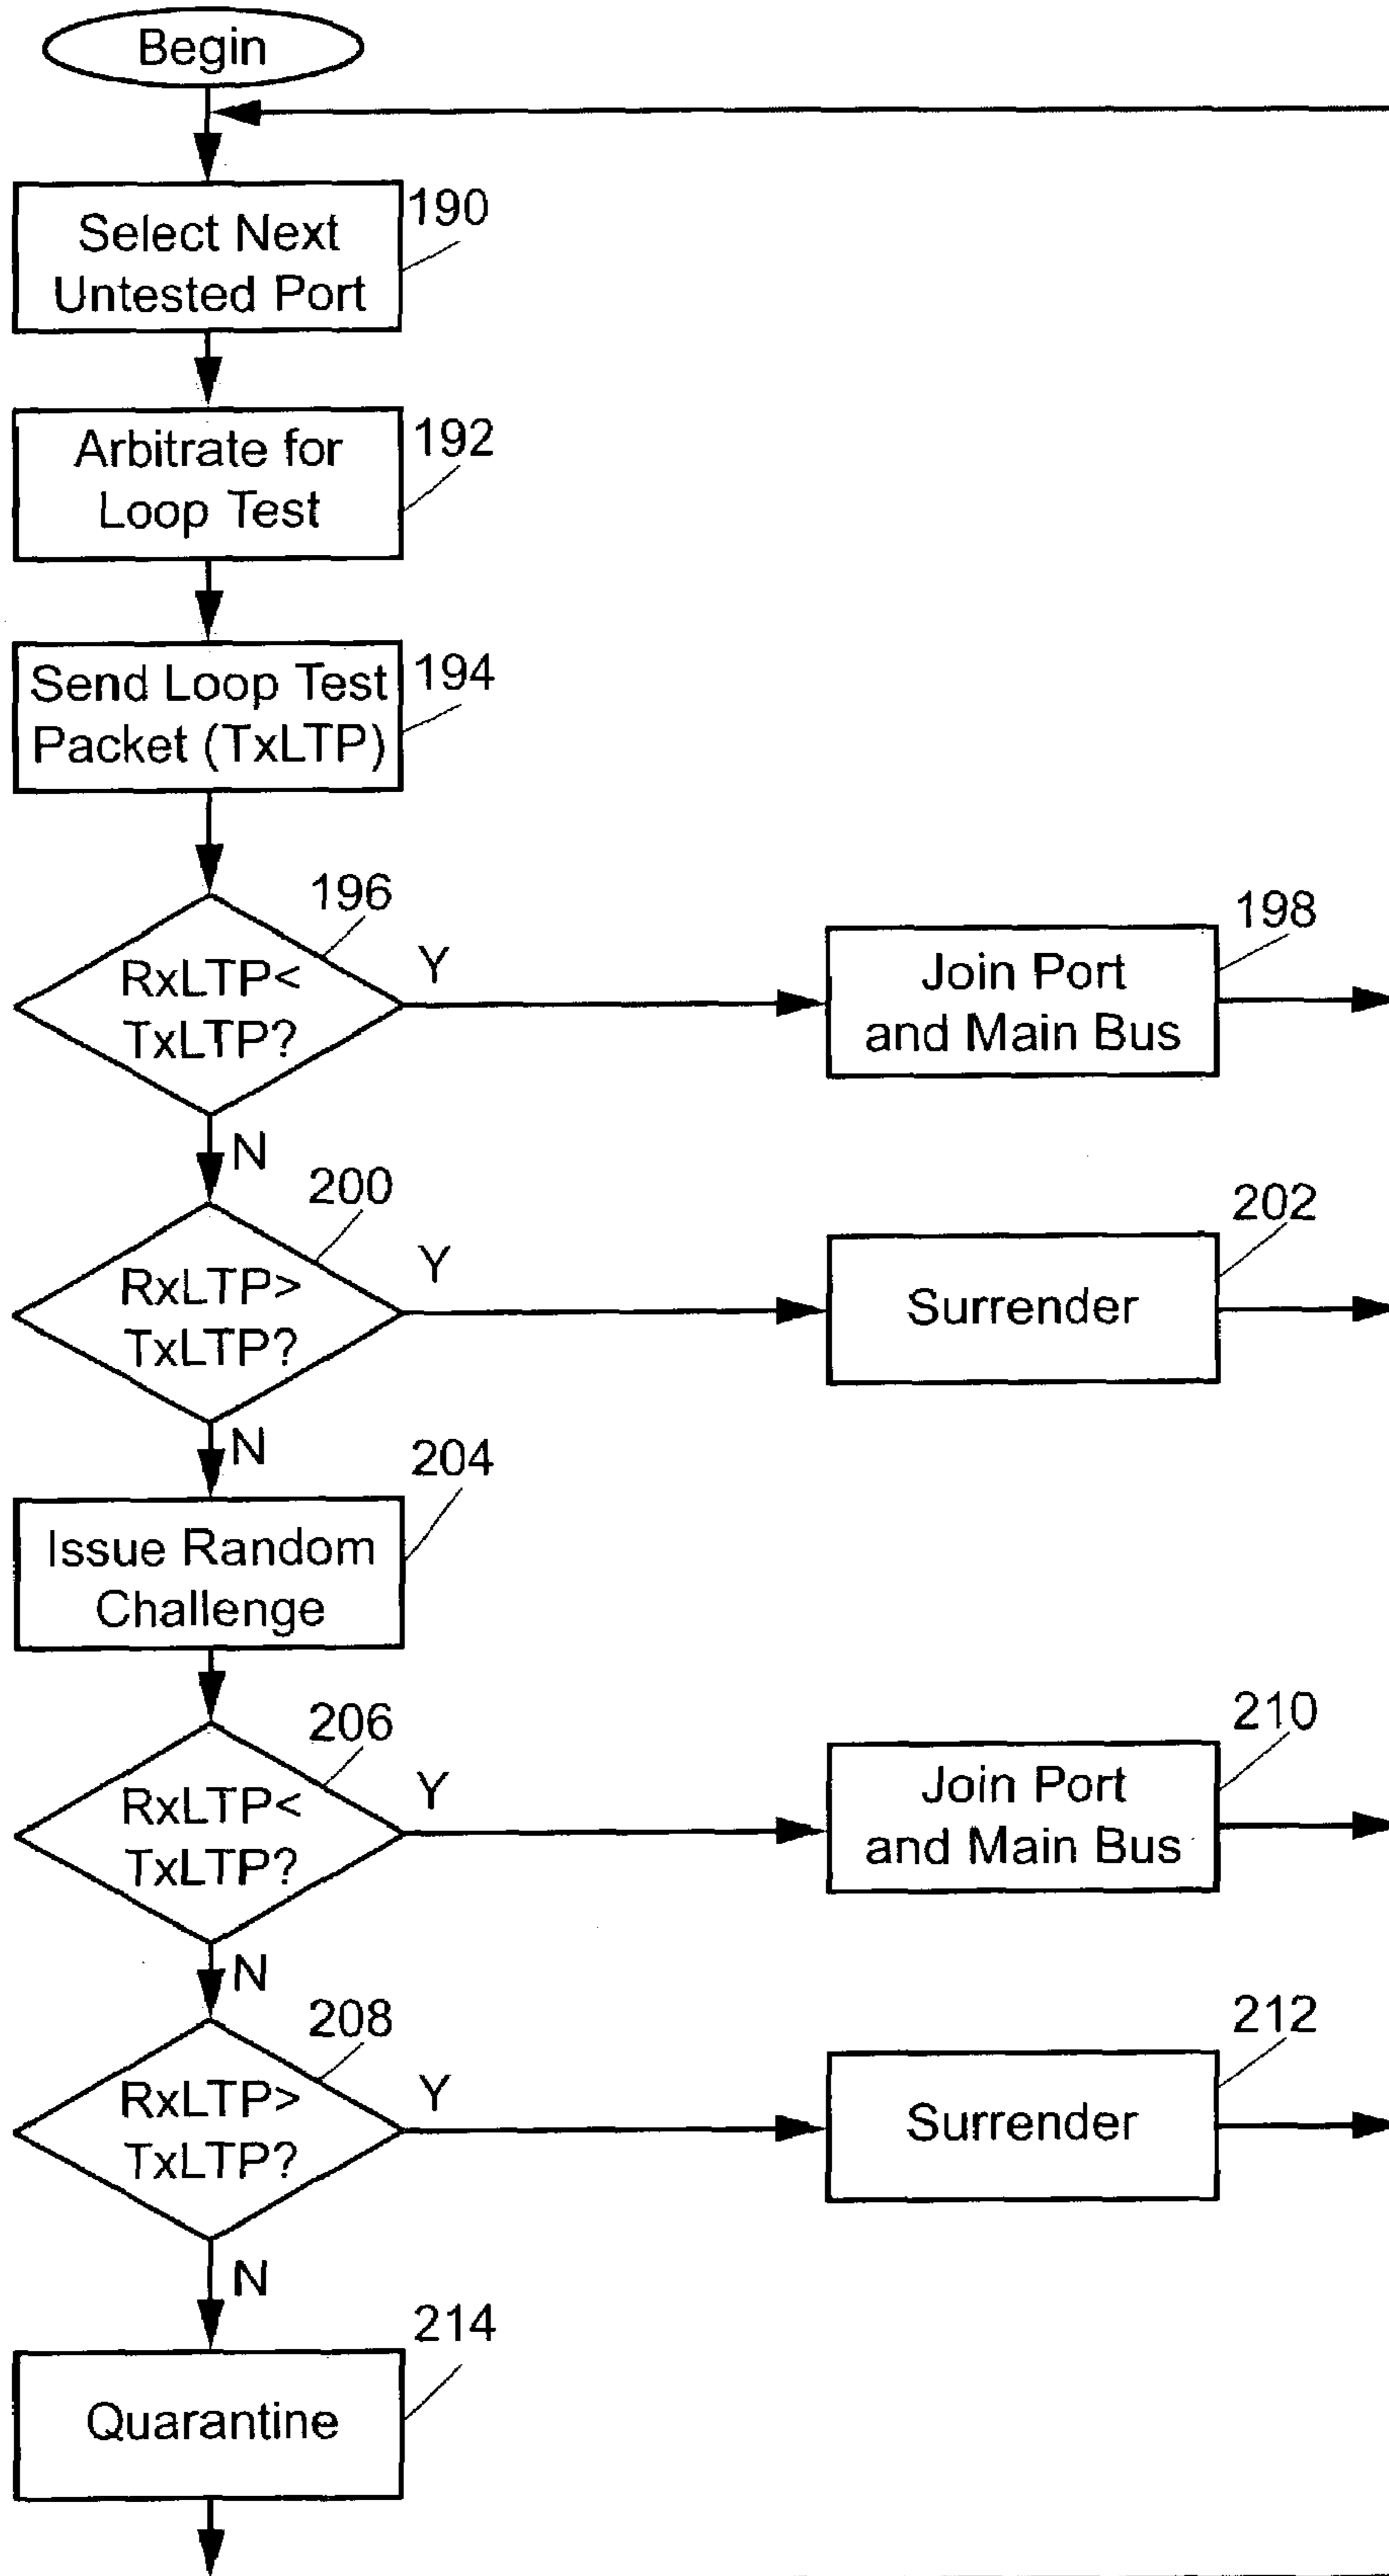 Begin
Select Next
Untested Port
190
Arbitrate for
Loop Test
192
Send Loop Test
Packet (TxLTP)
194
196
RxLTP<
TxLTP?
Y
Join Port
and Main Bus
198
N
200
RxLTP>
TxLTP?
Y
Surrender
202
N
Issue Random
Challenge
204
206
RxLTP<
TxLTP?
Y
Join Port
and Main Bus
210
N
208
RxLTP>
TxLTP?
Y
Surrender
212
N
Quarantine
214